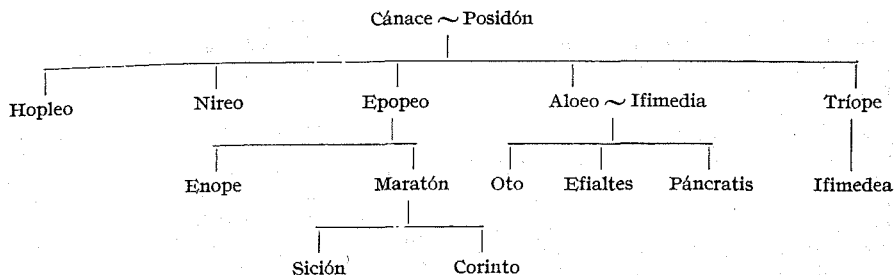 Cánace ~ Posidón
Hopleo Nireo Epopeo Aloeo ~ Ifimedia Tríope
Enope Maratón Oto Efialtes Páncratis Ifimedea
Sición Corinto